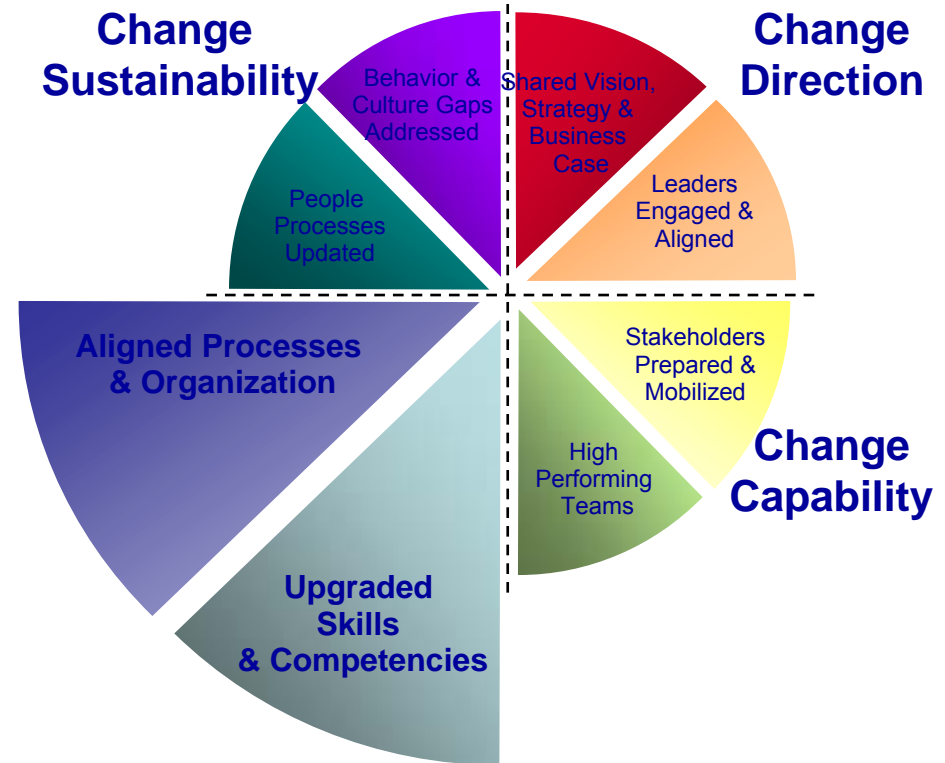 Change
Sustainability
Behavior &
Culture Gaps
Addressed
Shared Vision,
Strategy &
Business
Case
Change
Direction
People
Processes
Updated
Leaders
Engaged &
Aligned
Aligned Processes
& Organization
Stakeholders
Prepared &
Mobilized
High
Performing
Teams
Change
Capability
Upgraded
Skills
& Competencies